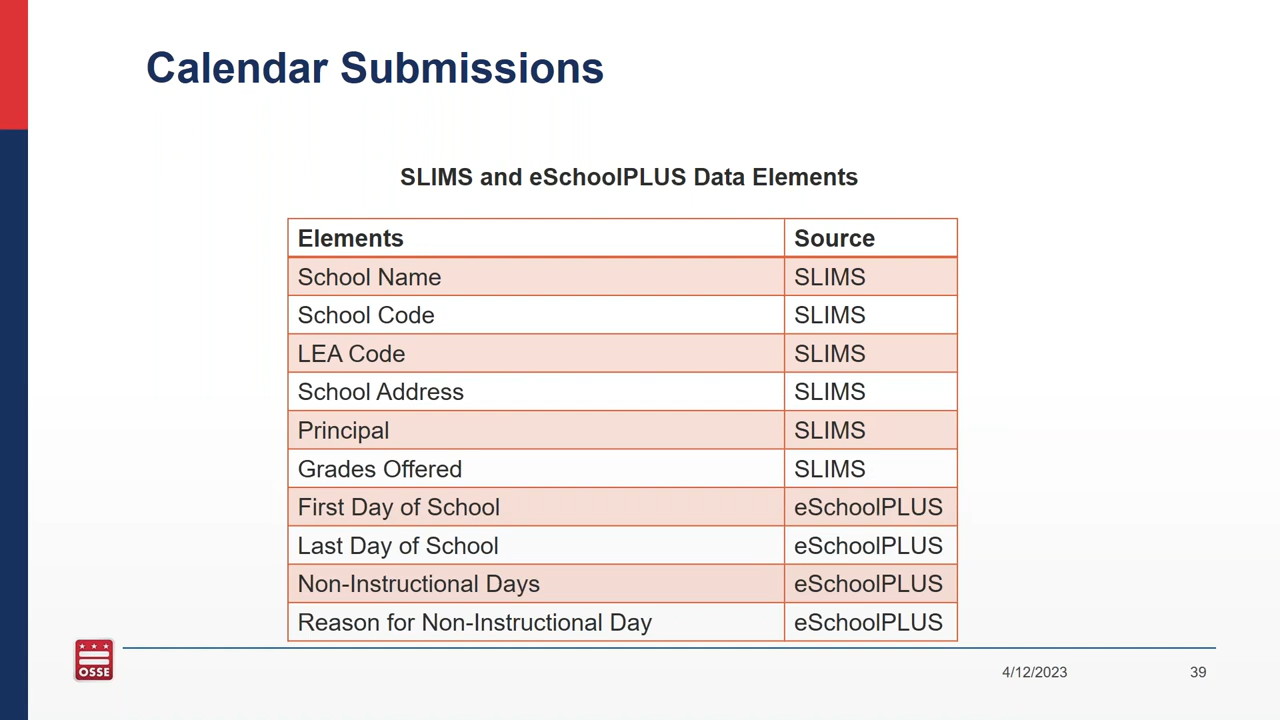 Calendar Submissions
SLIMS and eSchoolPLUS Data Elements
Elements Source
School Name SLIMS
School Code SLIMS
LEA Code SLIMS
School Address SLIMS
Principal SLIMS
Grades Offered SLIMS
First Day of School eSchoolPLUS
Last Day of School eSchoolPLUS
Non-Instructional Days eSchoolPLUS
Reason for Non-Instructional Day eSchoolPLUS
OSSE
4/12/2023 39